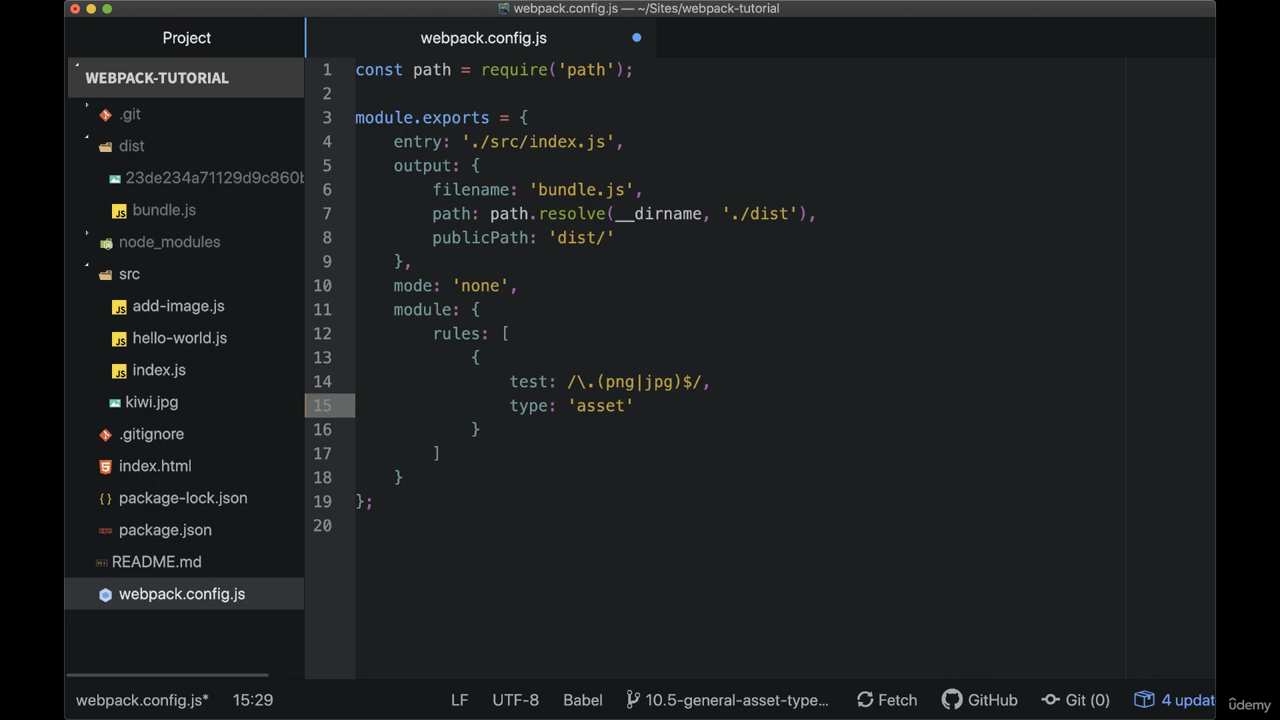 webpack.config.js — ~/Sites/webpack-tutorial
Project
webpack.config.js
WEBPACK-TUTORIAL
.git
dist
23de234a71129d9c860b
bundle.js
node_modules
src
add-image.js
hello-world.js
index.js
kiwi.jpg
.gitignore
index.html
package-lock.json
package.json
README.md
webpack.config.js
1 const path = require('path');
2
3 module.exports = {
4 entry: './src/index.js',
5 output: {
6 filename: 'bundle.js',
7 path: path.resolve(__dirname, './dist'),
8 publicPath: 'dist/'
9 },
10 mode: 'none',
11 module: {
12 rules: [
13 {
14 test: /\.(png|jpg)$/,
15 type: 'asset'
16 }
17 ]
18 }
19 };
20
webpack.config.js* 15:29 LF UTF-8 Babel 10.5-general-asset-type... Fetch GitHub Git (0) 4 updat
ûdemy